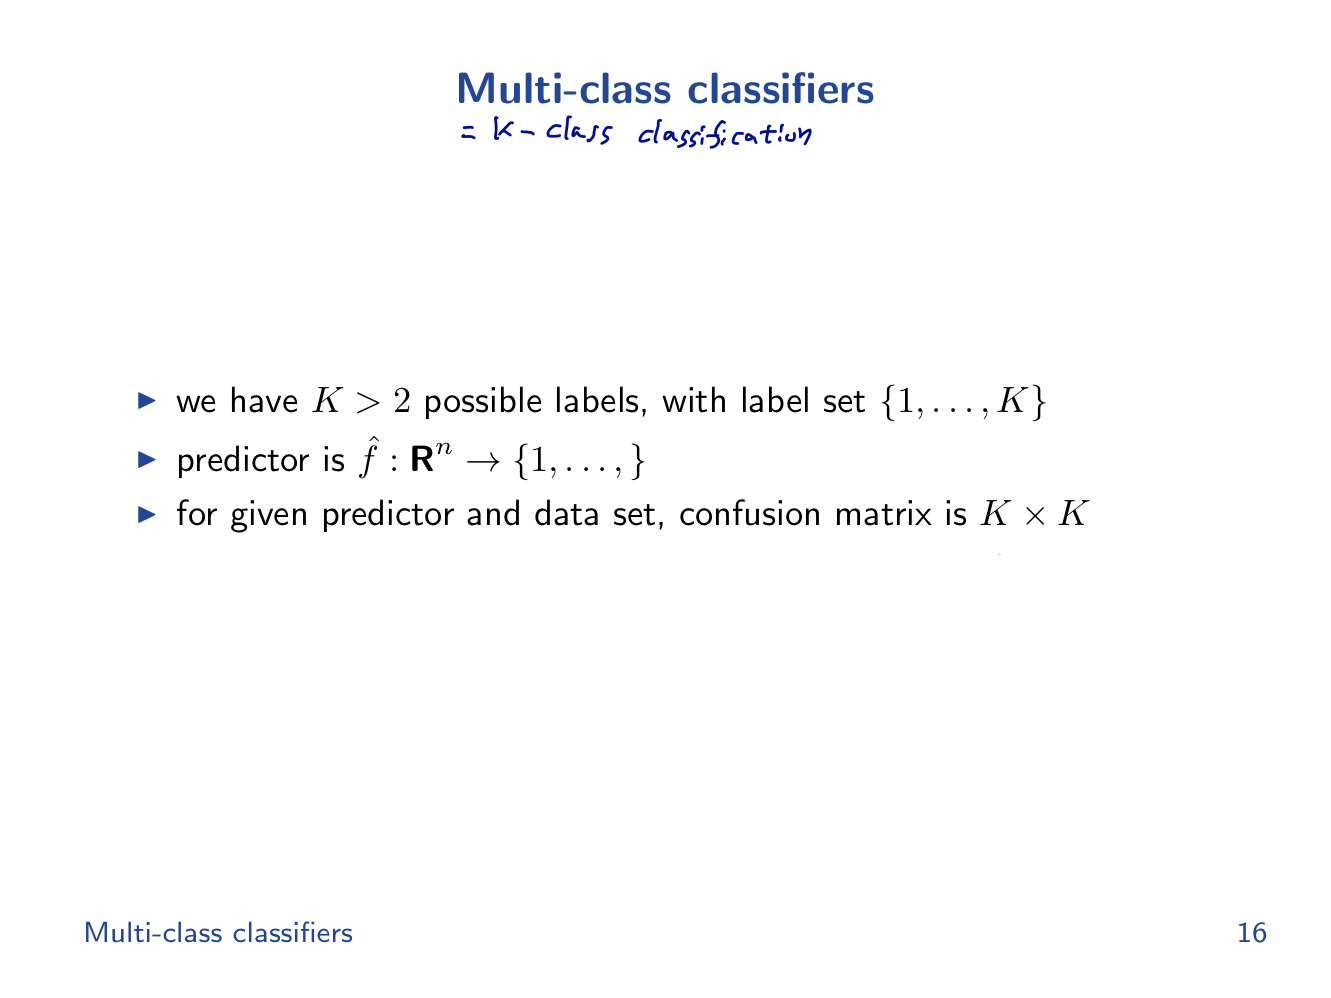 Multi-class classifiers
= K - class classification
▶ we have K > 2 possible labels, with label set {1, . . . , K}
▶ predictor is f̂ : Rⁿ → {1, . . . , }
▶ for given predictor and data set, confusion matrix is K × K
Multi-class classifiers 16